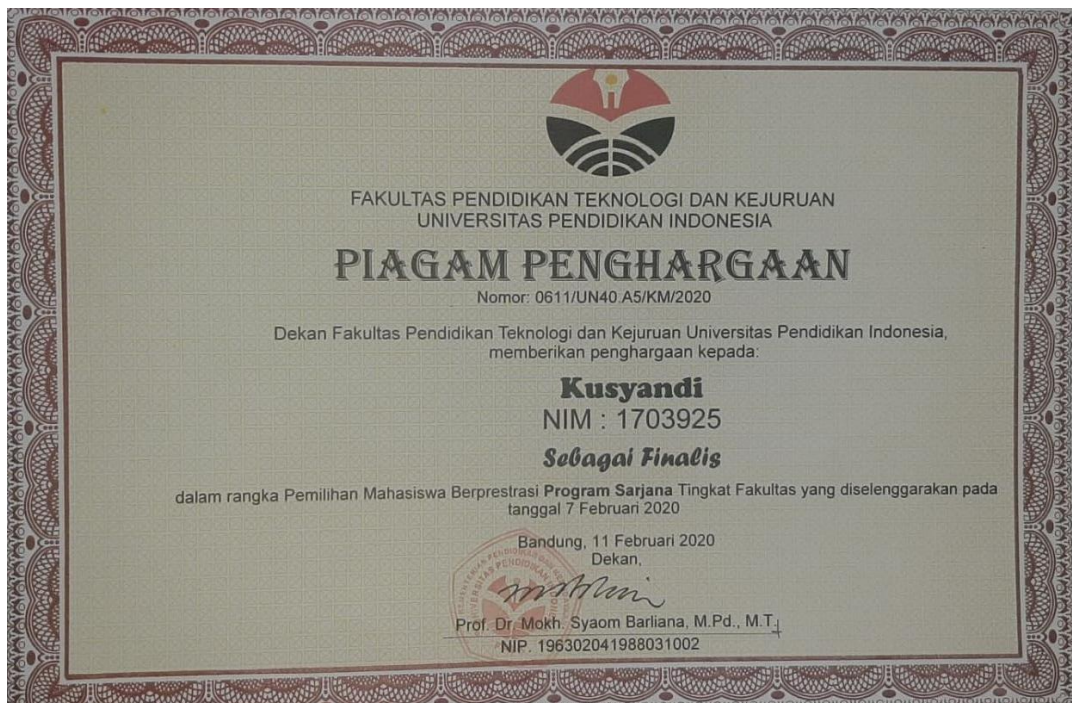 FAKULTAS PENDIDIKAN TEKNOLOGI DAN KEJURUAN
UNIVERSITAS PENDIDIKAN INDONESIA
PIAGAM PENGHARGAAN
Nomor: 0611/UN40.A5/KM/2020
Dekan Fakultas Pendidikan Teknologi dan Kejuruan Universitas Pendidikan Indonesia,
memberikan penghargaan kepada:
Kusyandi
NIM : 1703925
Sebagai Finalis
dalam rangka Pemilihan Mahasiswa Berprestrasi Program Sarjana Tingkat Fakultas yang diselenggarakan pada
tanggal 7 Februari 2020
Bandung, 11 Februari 2020
Dekan,
Prof. Dr. Mokh. Syaom Barliana, M.Pd., M.T.
NIP. 196302041988031002